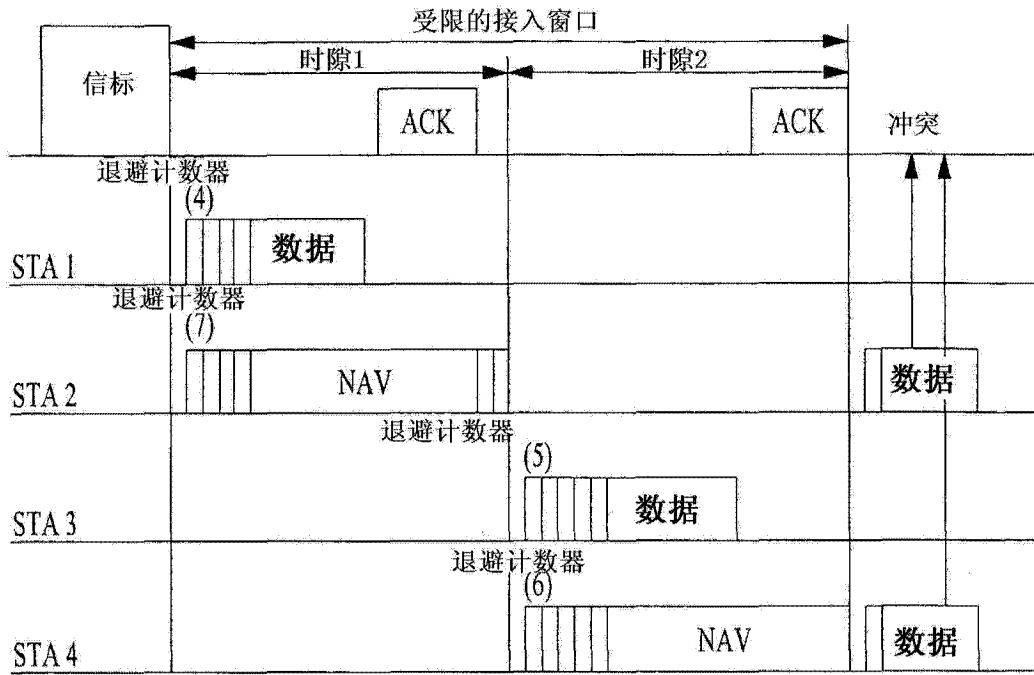 受限的接入窗口
时隙1
时隙2
信标
ACK
ACK
冲突
退避计数器
(4)
数据
STA 1
退避计数器
(7)
NAV
数据
STA 2
退避计数器
(5)
数据
STA 3
退避计数器
(6)
NAV
数据
STA 4